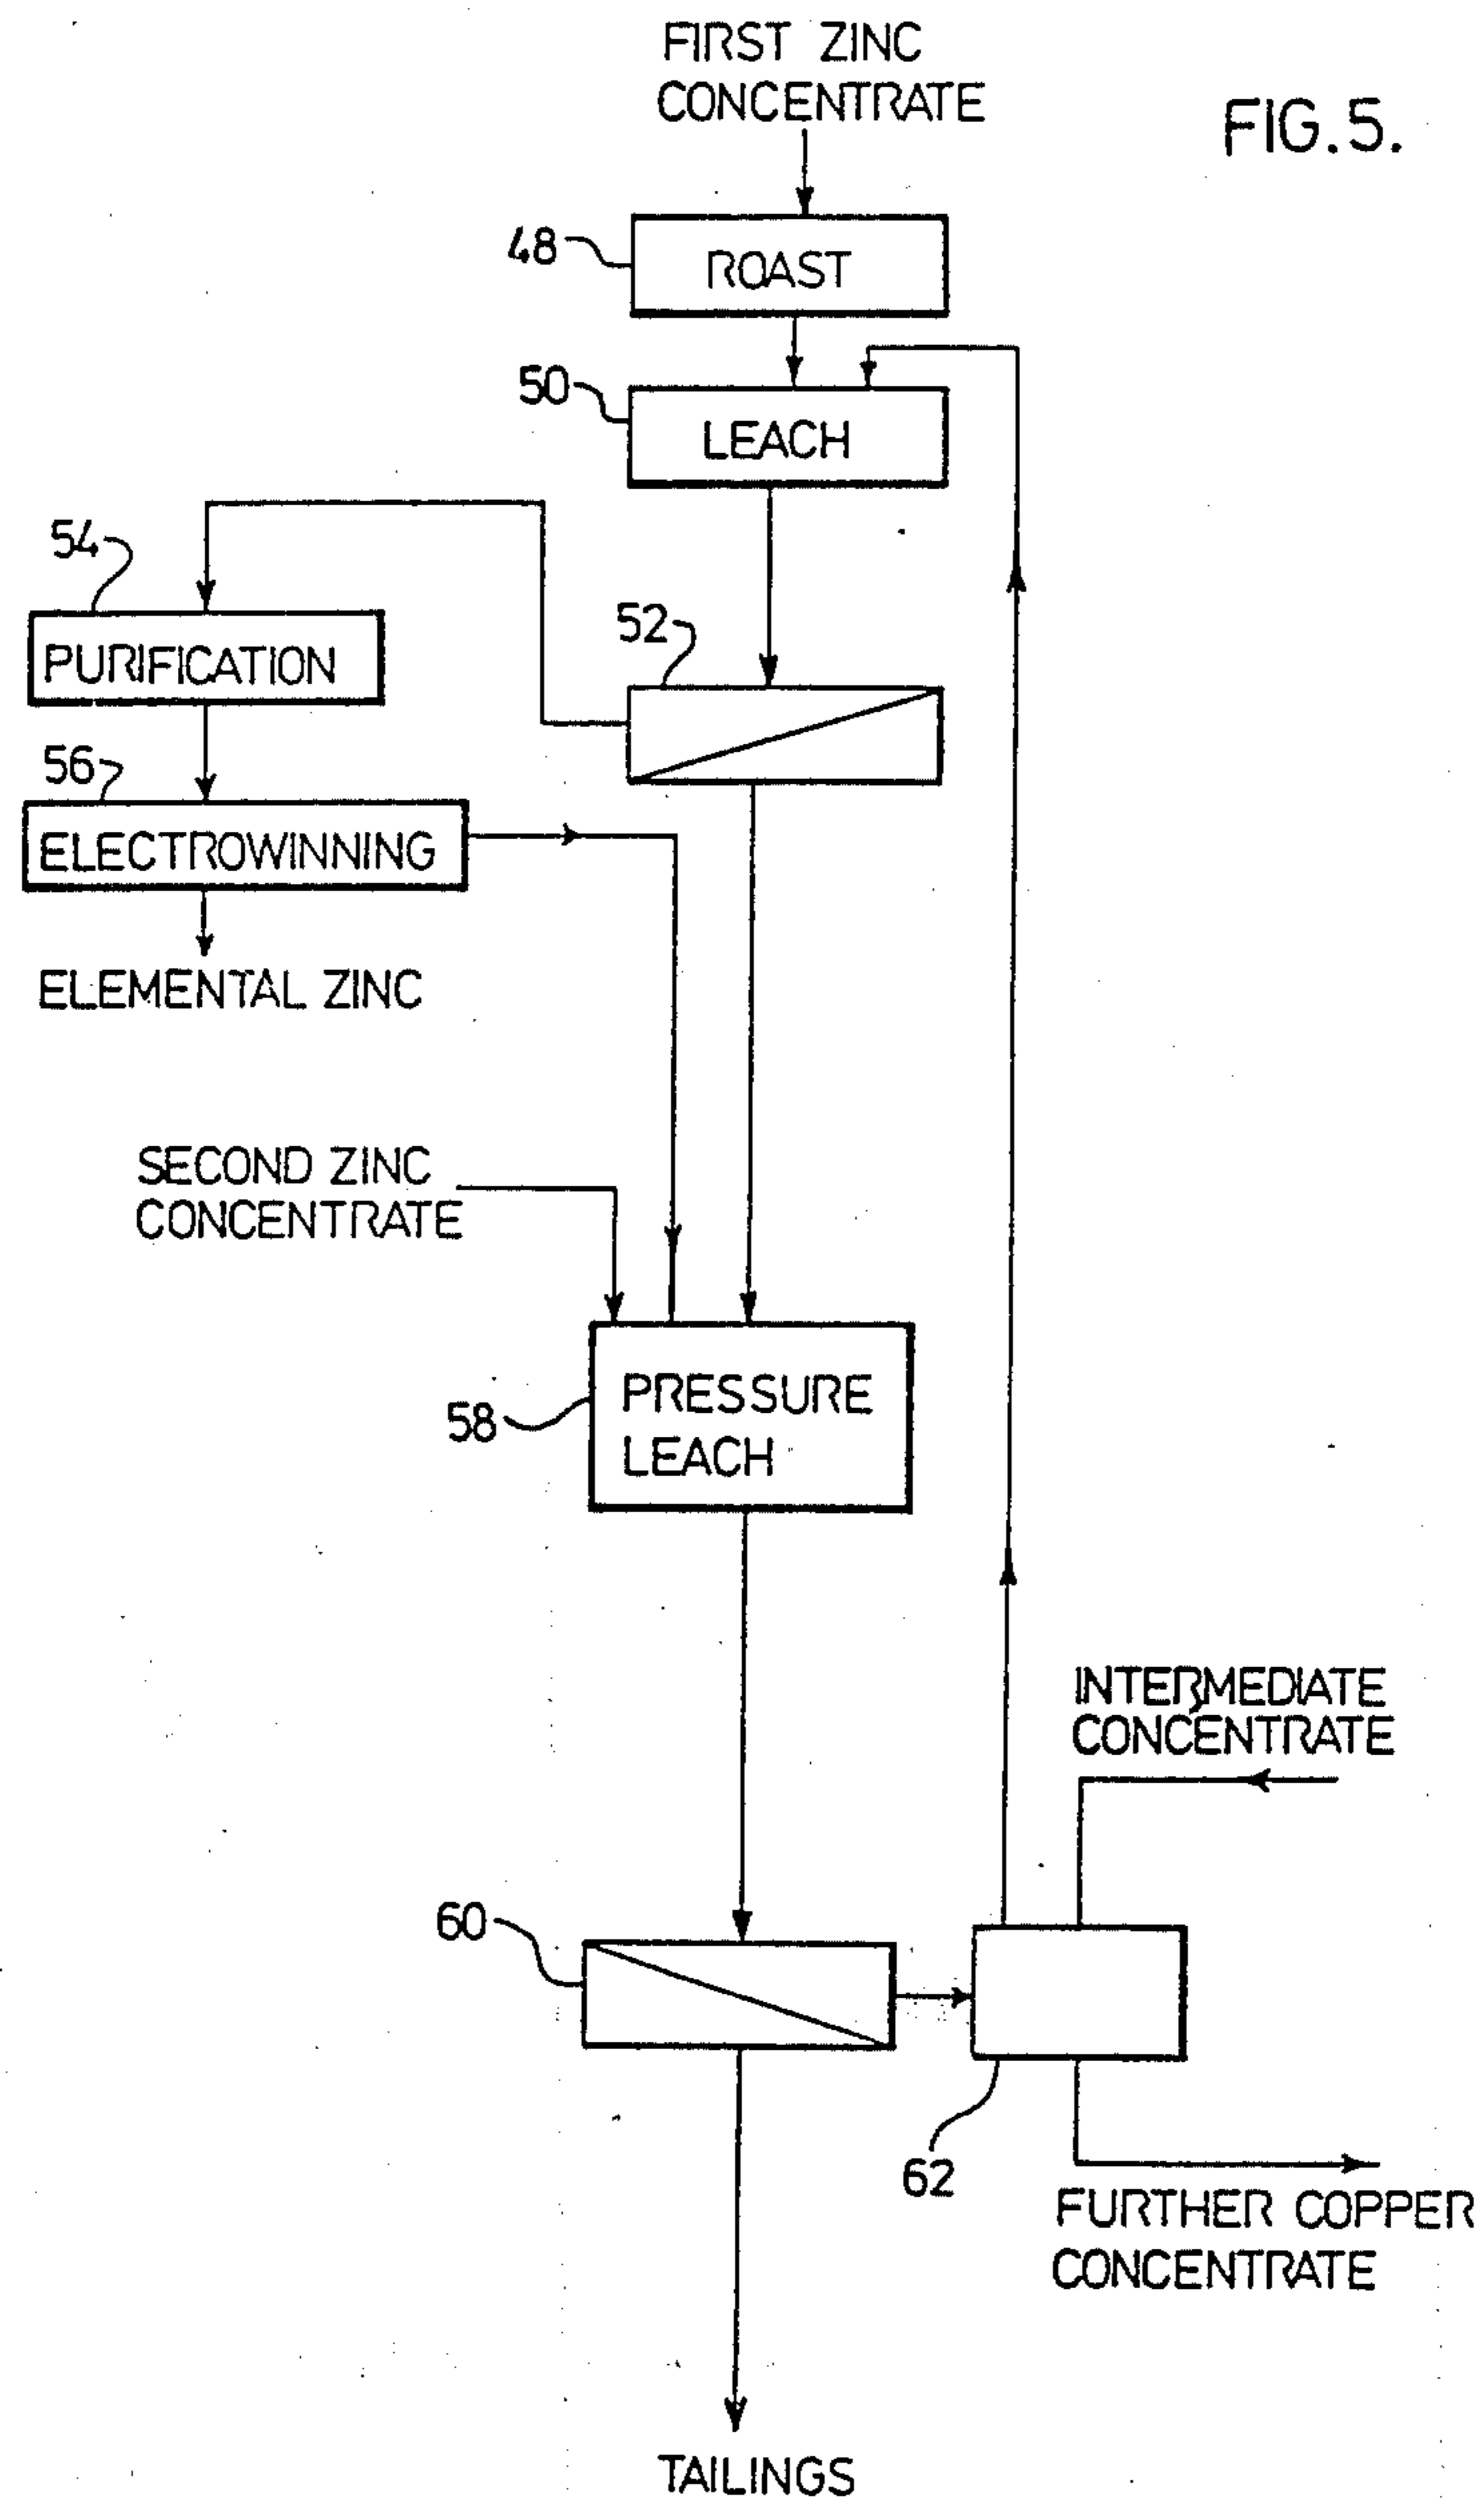 FIRST ZINC
CONCENTRATE
FIG. 5.
48
ROAST
50
LEACH
54
52
PURIFICATION
56
ELECTROWINNING
ELEMENTAL ZINC
SECOND ZINC
CONCENTRATE
PRESSURE
58
LEACH
INTERMEDIATE
CONCENTRATE
60
62
FURTHER COPPER
CONCENTRATE
TAILINGS